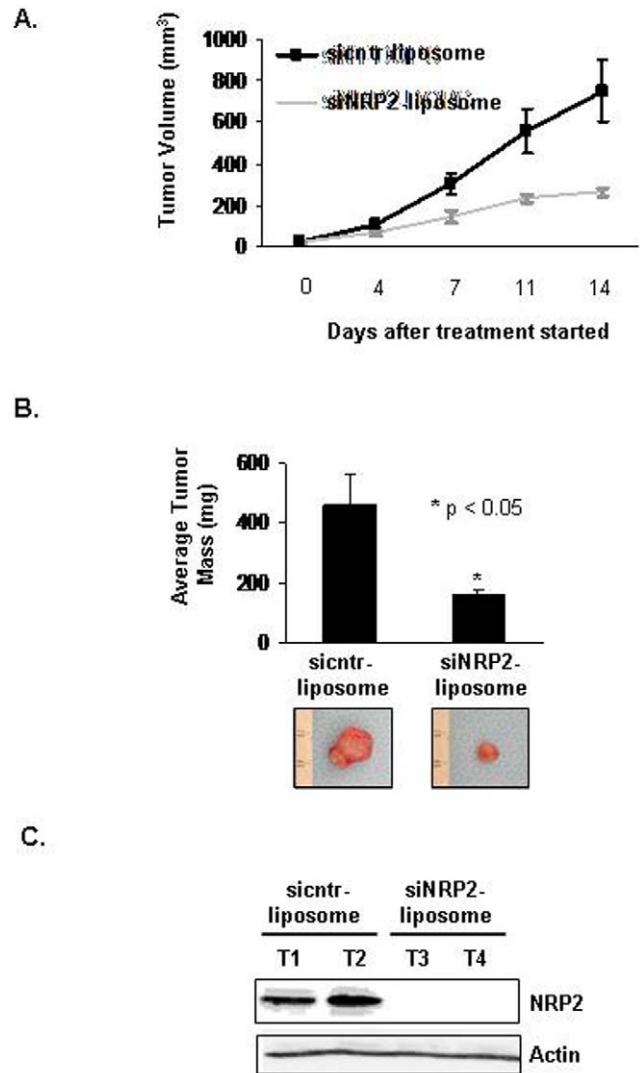 A.
Tumor Volume (mm³)
1000
800
600
400
200
0
sicntr-liposome
siNRP2-liposome
0 4 7 11 14
Days after treatment started
B.
Average Tumor
Mass (mg)
600
400
200
0
* p < 0.05
*
sicntr-
liposome
siNRP2-
liposome
C.
sicntr-
liposome
siNRP2-
liposome
T1 T2 T3 T4
NRP2
Actin